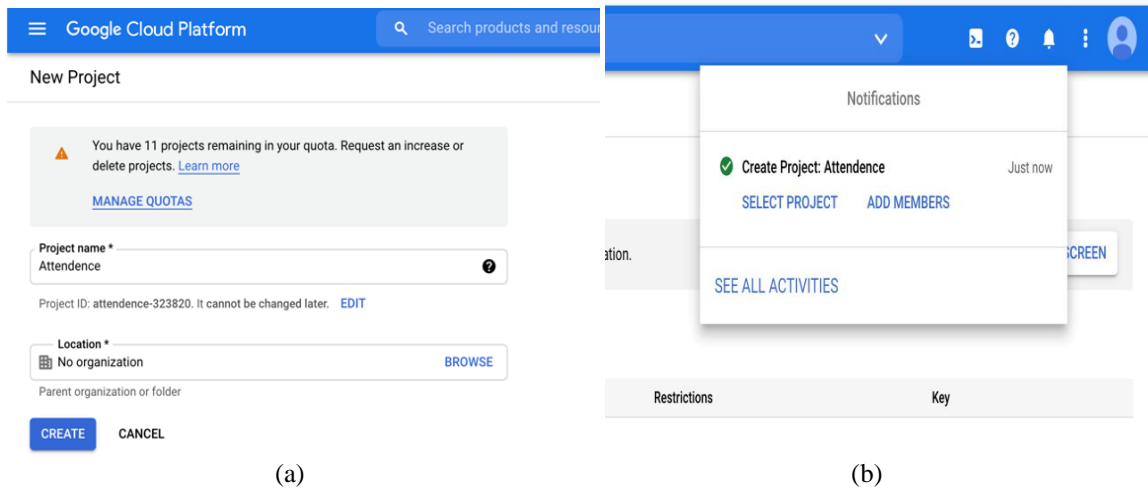 Google Cloud Platform
Search products and resour
New Project
You have 11 projects remaining in your quota. Request an increase or
delete projects. Learn more
MANAGE QUOTAS
Project name *
Attendence
Project ID: attendence-323820. It cannot be changed later. EDIT
Location *
No organization BROWSE
Parent organization or folder
CREATE CANCEL
(a)
Notifications
Create Project: Attendence Just now
SELECT PROJECT ADD MEMBERS
ation. SCREEN
SEE ALL ACTIVITIES
Restrictions Key
(b)